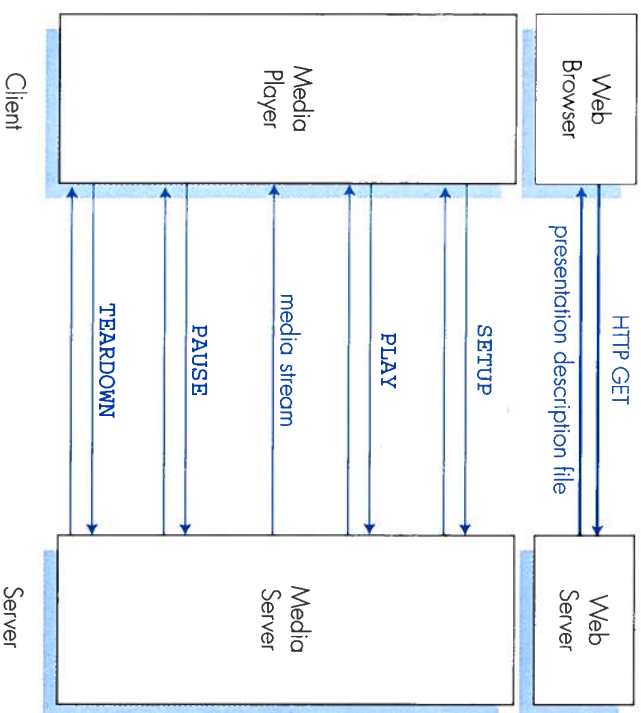 Web
Browser
HTTP GET
presentation description file
Web
Server
SETUP
PLAY
media stream
PAUSE
TEARDOWN
Media
Player
Media
Server
Client
Server